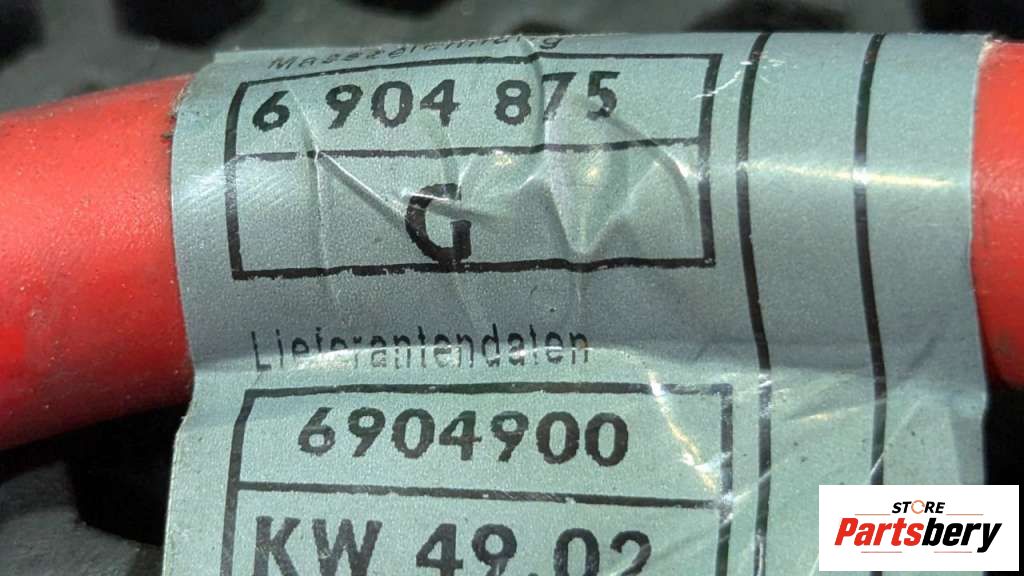 6 904 875
G
Lieferantendaten
6904900
KW 49.02
STORE
Partsbery